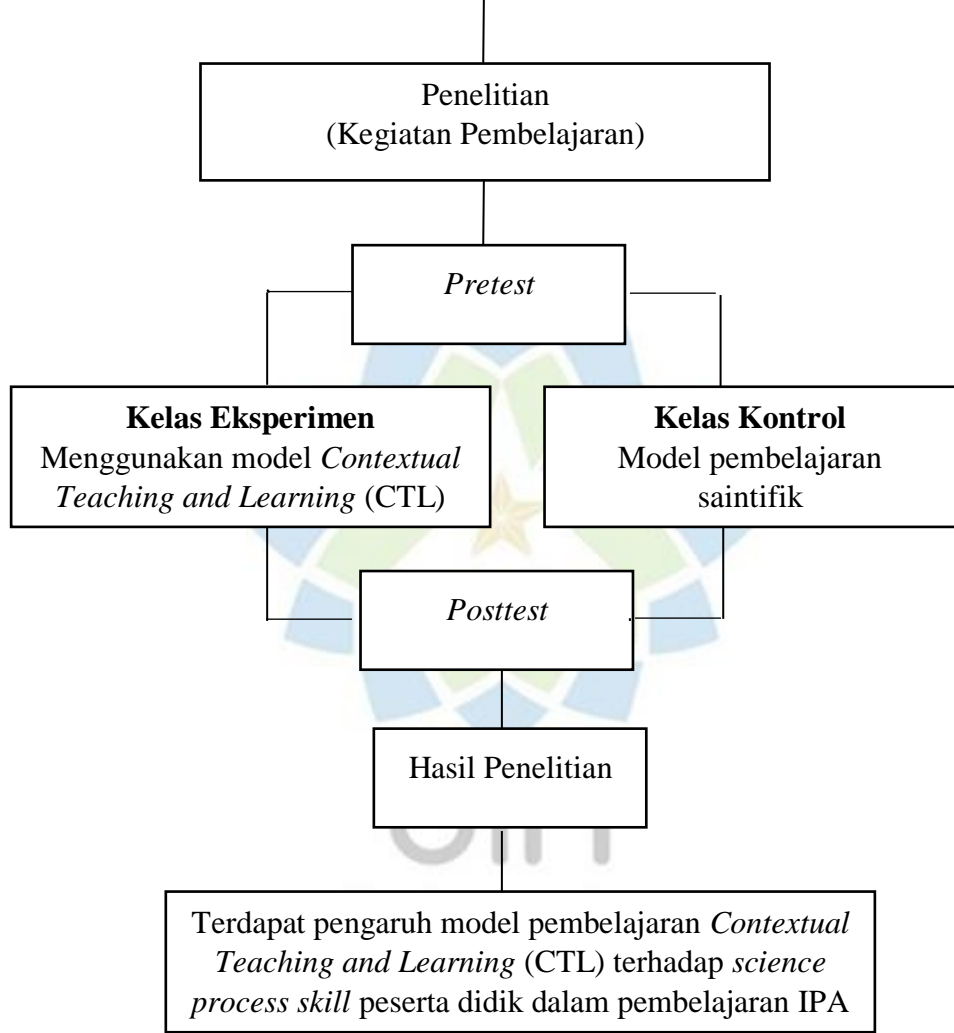 Penelitian
(Kegiatan Pembelajaran)
Pretest
Kelas Eksperimen
Menggunakan model Contextual
Teaching and Learning (CTL)
Kelas Kontrol
Model pembelajaran
saintifik
Posttest
Hasil Penelitian
Terdapat pengaruh model pembelajaran Contextual
Teaching and Learning (CTL) terhadap science
process skill peserta didik dalam pembelajaran IPA